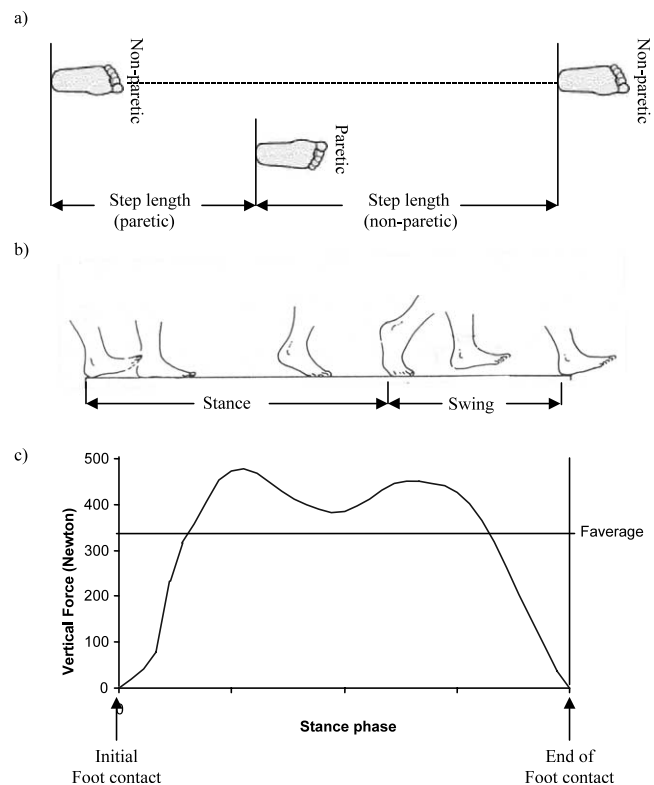 a)
Non-paretic
Non-paretic
Paretic
Step length
(paretic)
Step length
(non-paretic)
b)
Stance
Swing
c)
500
400
300
200
100
0
Vertical Force (Newton)
Faverage
0
Stance phase
Initial
Foot contact
End of
Foot contact